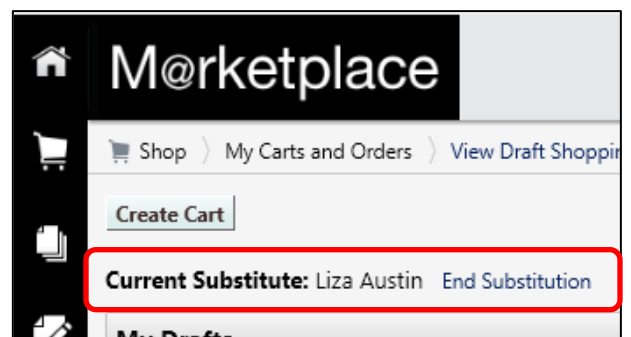 M@rketplace
Shop > My Carts and Orders > View Draft Shoppin
Create Cart
Current Substitute: Liza Austin End Substitution
My Drafts